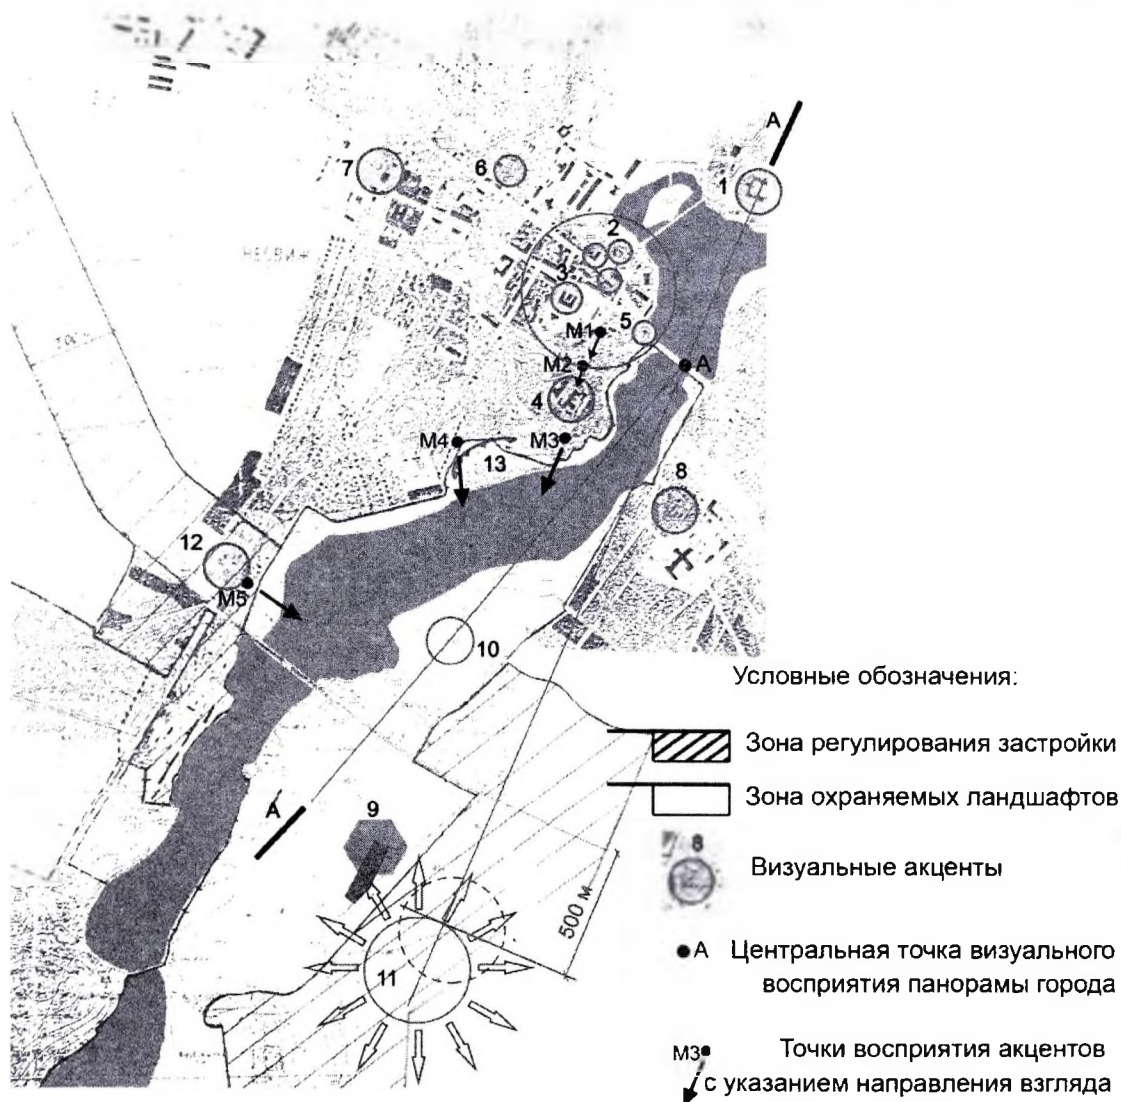 А
7
6
1
2
НЕСВИЖ
3
М1
5
М2
А
4
М4
М3
13
8
12
М5
10
Условные обозначения:
Зона регулирования застройки
А
9
Зона охраняемых ландшафтов
8
Визуальные акценты
500 м
11
А Центральная точка визуального
восприятия панорамы города
М3 Точки восприятия акцентов
с указанием направления взгляда